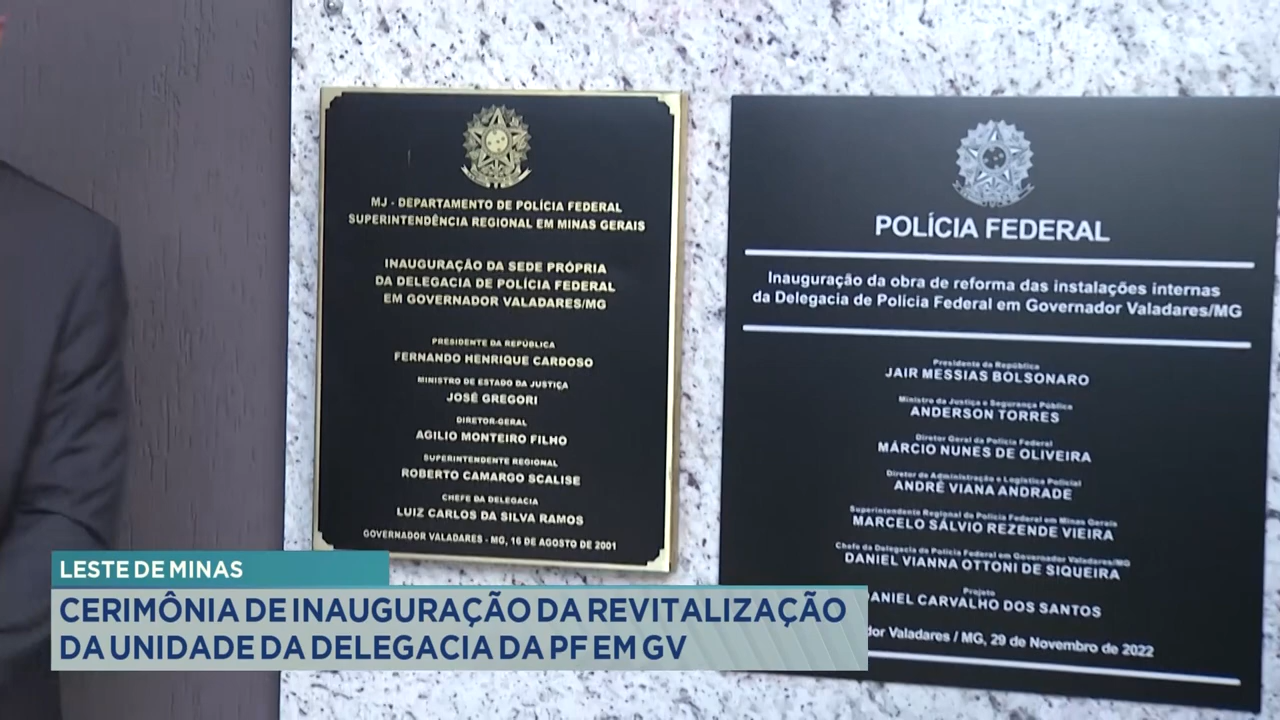 MJ - DEPARTAMENTO DE POLÍCIA FEDERAL
SUPERINTENDÊNCIA REGIONAL EM MINAS GERAIS
INAUGURAÇÃO DA SEDE PRÓPRIA
DA DELEGACIA DE POLÍCIA FEDERAL
EM GOVERNADOR VALADARES/MG
PRESIDENTE DA REPÚBLICA
FERNANDO HENRIQUE CARDOSO
MINISTRO DE ESTADO DA JUSTIÇA
JOSÉ GREGORI
DIRETOR-GERAL
AGILIO MONTEIRO FILHO
SUPERINTENDENTE REGIONAL
ROBERTO CAMARGO SCALISE
CHEFE DA DELEGACIA
LUIZ CARLOS DA SILVA RAMOS
GOVERNADOR VALADARES - MG, 16 DE AGOSTO DE 2001
POLÍCIA FEDERAL
Inauguração da obra de reforma das instalações internas
da Delegacia de Polícia Federal em Governador Valadares/MG
Presidente da República
JAIR MESSIAS BOLSONARO
Ministro da Justiça e Segurança Pública
ANDERSON TORRES
Diretor Geral da Polícia Federal
MÁRCIO NUNES DE OLIVEIRA
Diretor de Administração e Logística Policial
ANDRÉ VIANA ANDRADE
Superintendente Regional da Polícia Federal em Minas Gerais
MARCELO SÁLVIO REZENDE VIEIRA
Chefe da Delegacia de Polícia Federal em Governador Valadares/MG
DANIEL VIANNA OTTONI DE SIQUEIRA
Projeto
DANIEL CARVALHO DOS SANTOS
Valadares / MG, 29 de Novembro de 2022
LESTE DE MINAS
CERIMÔNIA DE INAUGURAÇÃO DA REVITALIZAÇÃO
DA UNIDADE DA DELEGACIA DA PF EM GV